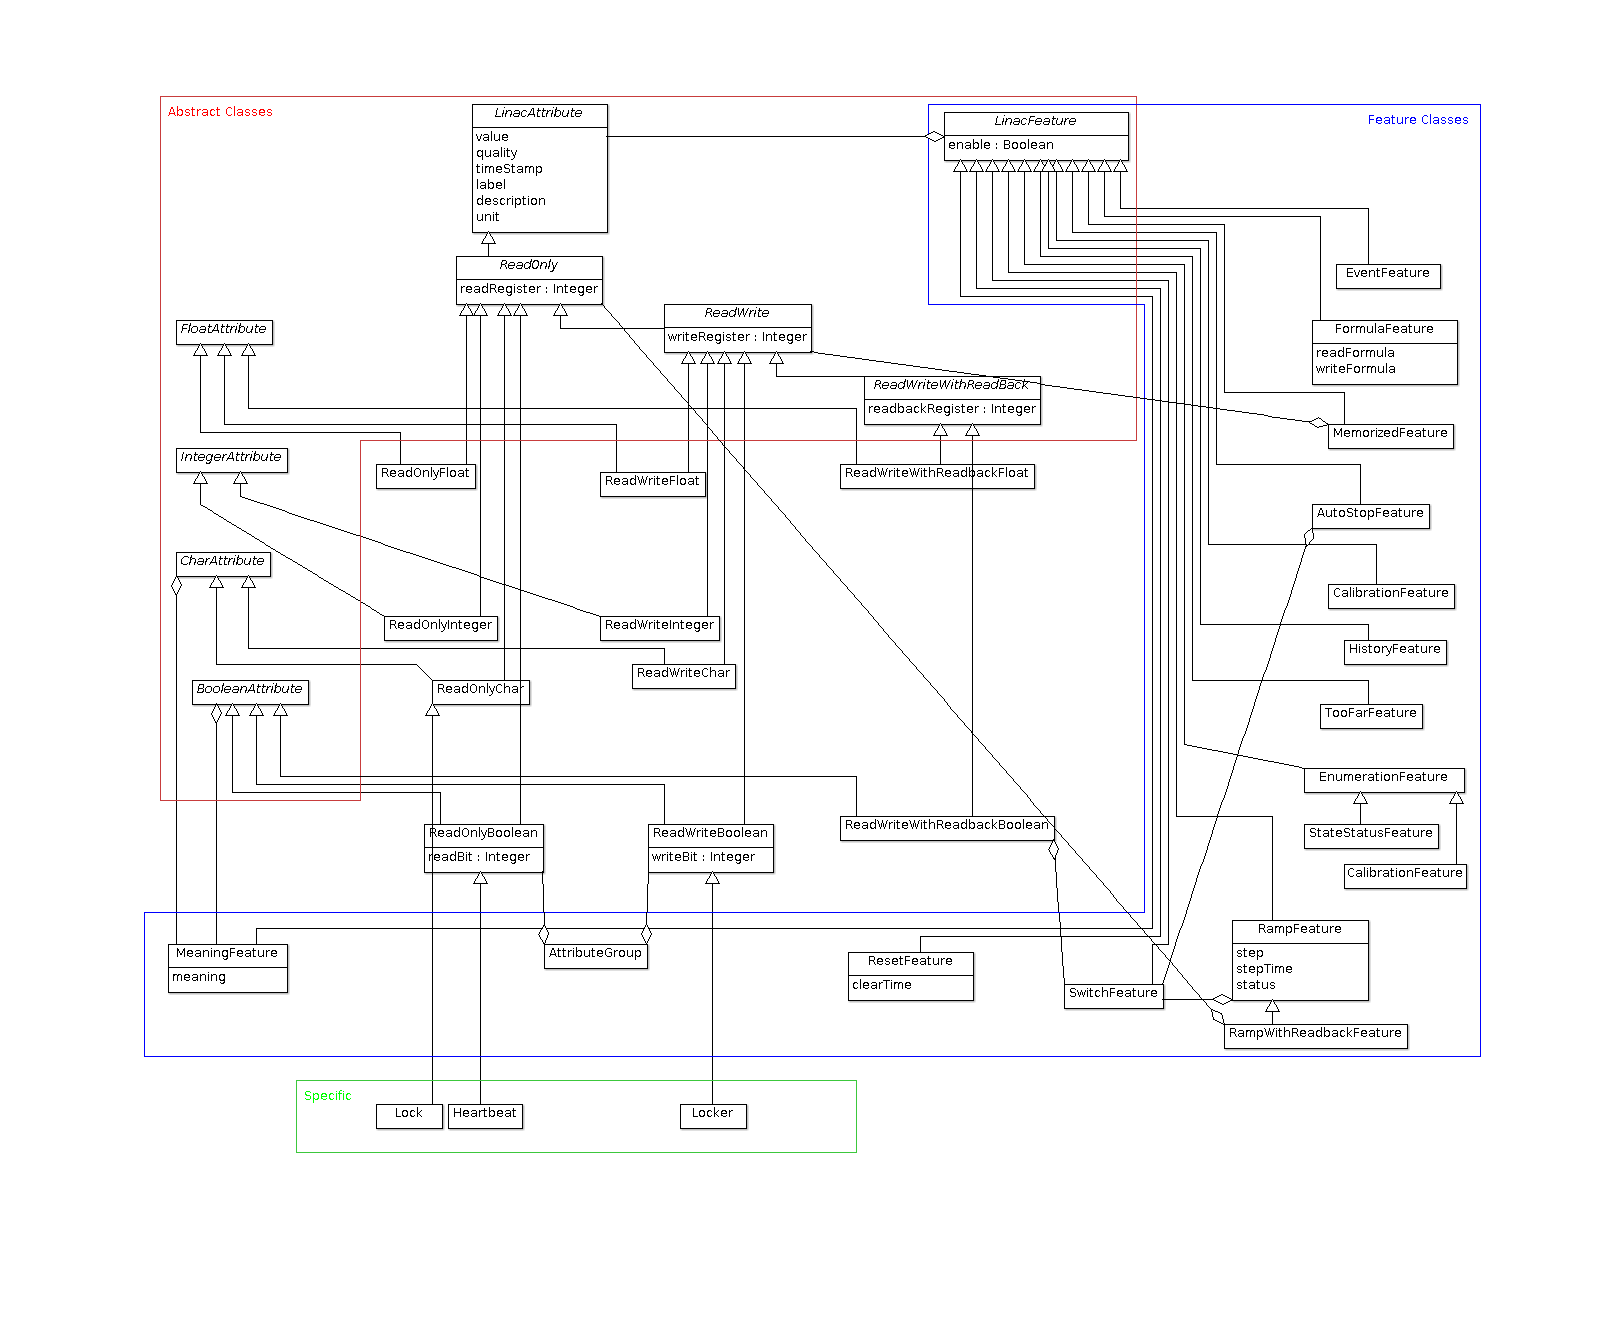 Abstract Classes
LinacAttribute
value
quality
timeStamp
label
description
unit
LinacFeature
enable : Boolean
Feature Classes
ReadOnly
readRegister : Integer
EventFeature
ReadWrite
writeRegister : Integer
FloatAttribute
FormulaFeature
readFormula
writeFormula
ReadWriteWithReadBack
readbackRegister : Integer
MemorizedFeature
IntegerAttribute
ReadOnlyFloat
ReadWriteFloat
ReadWriteWithReadbackFloat
AutoStopFeature
CharAttribute
CalibrationFeature
ReadOnlyInteger
ReadWriteInteger
HistoryFeature
ReadWriteChar
BooleanAttribute
ReadOnlyChar
TooFarFeature
EnumerationFeature
ReadOnlyBoolean
readBit : Integer
ReadWriteBoolean
writeBit : Integer
ReadWriteWithReadbackBoolean
StateStatusFeature
CalibrationFeature
MeaningFeature
meaning
AttributeGroup
ResetFeature
clearTime
SwitchFeature
RampFeature
step
stepTime
status
RampWithReadbackFeature
Specific
Lock
Heartbeat
Locker